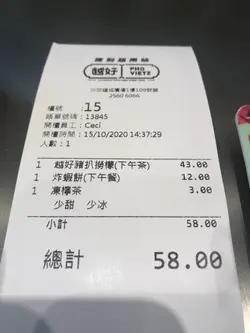 越好
PHO
VIETZ
2560 6066
檯號 : 15
賬單號碼 : 13845
開檯員工 : Ceci
開檯時間 : 15/10/2020 14:37:29
人數 : 1
1 越好豬扒撈檬(下午茶) 43.00
1 炸蝦餅(下午餐) 12.00
1 凍檸茶 3.00
少甜 少冰
小計 58.00
總計 58.00